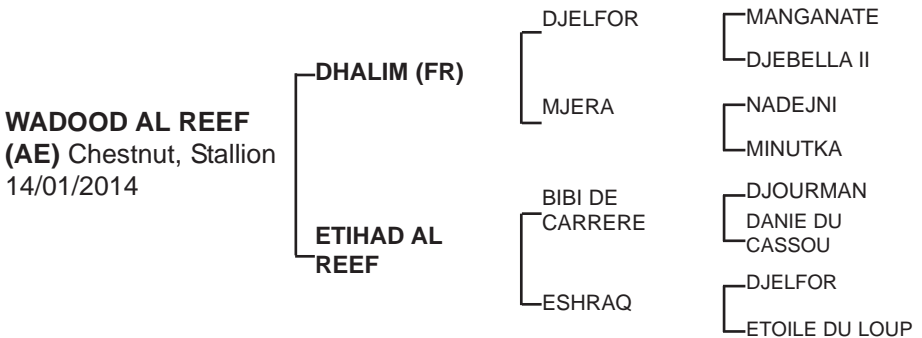 WADOOD AL REEF
(AE) Chestnut, Stallion
14/01/2014
DHALIM (FR)
ETIHAD AL
REEF
DJELFOR
MJERA
BIBI DE
CARRERE
ESHRAQ
MANGANATE
DJEBELLA II
NADEJNI
MINUTKA
DJOURMAN
DANIE DU
CASSOU
DJELFOR
ETOILE DU LOUP